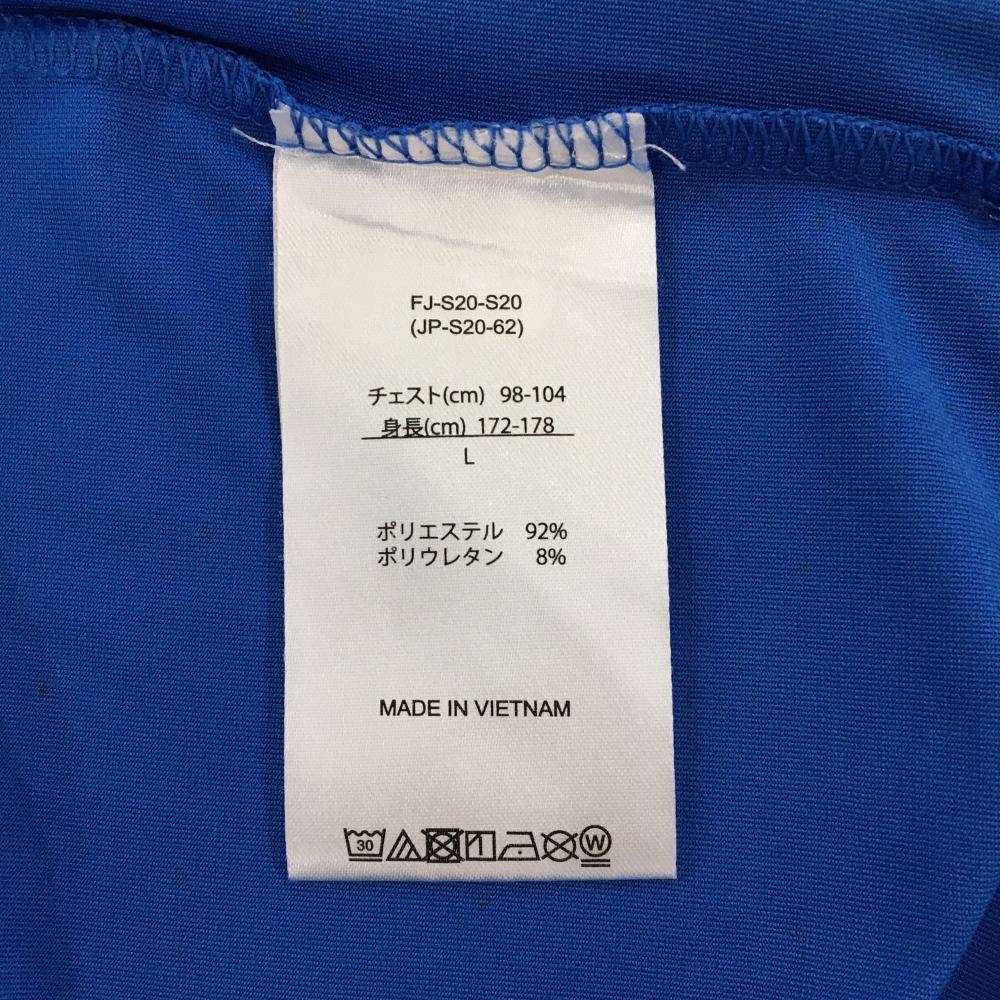 FJ-S20-S20
(JP-S20-62)
チェスト(cm) 98-104
身長(cm) 172-178
L
ポリエステル 92%
ポリウレタン 8%
MADE IN VIETNAM
30 W